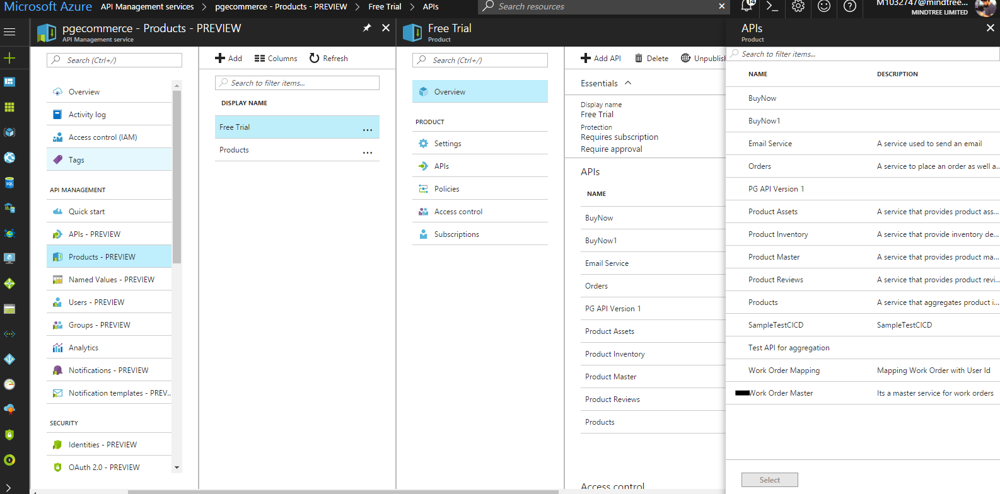 Microsoft Azure API Management services > pgecommerce - Products - PREVIEW > Free Trial > APIs
Search resources
14
M1032747@mindtree...
MINDTREE LIMITED
pgecommerce - Products - PREVIEW
API Management service
Search (Ctrl+/)
Overview
Activity log
Access control (IAM)
Tags
API MANAGEMENT
Quick start
APIs - PREVIEW
Products - PREVIEW
Named Values - PREVIEW
Users - PREVIEW
Groups - PREVIEW
Analytics
Notifications - PREVIEW
Notification templates - PREV..
SECURITY
Identities - PREVIEW
OAuth 2.0 - PREVIEW
Add Columns Refresh
Search to filter items...
DISPLAY NAME
Free Trial ...
Products ...
Free Trial
Product
Search (Ctrl+/)
Overview
PRODUCT
Settings
APIs
Policies
Access control
Subscriptions
Add API Delete Unpublish
Essentials
Display name
Free Trial
Protection
Requires subscription
Require approval
APIs
NAME
BuyNow
BuyNow1
Email Service
Orders
PG API Version 1
Product Assets
Product Inventory
Product Master
Product Reviews
Products
Access control
APIs
Product
Search to filter items...
NAME DESCRIPTION
BuyNow
BuyNow1
Email Service A service used to send an email
Orders A service to place an order as well a..
PG API Version 1
Product Assets A service that provides product ass...
Product Inventory A service that provide inventory de...
Product Master A service that provides product ma...
Product Reviews A service that provides product revi...
Products A service that aggregates product i...
SampleTestCICD SampleTestCICD
Test API for aggregation
Work Order Mapping Mapping Work Order with User Id
Work Order Master Its a master service for work orders
Select